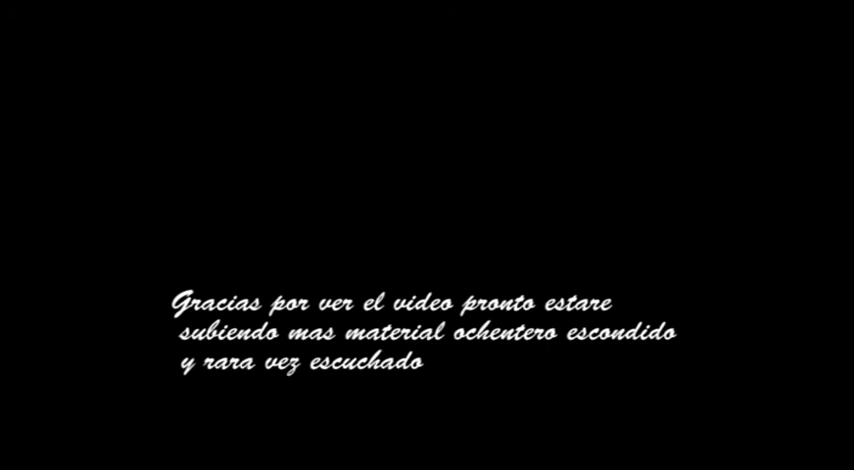 Gracias por ver el video pronto estare
subiendo mas material ochentero escondido
y rara vez escuchado